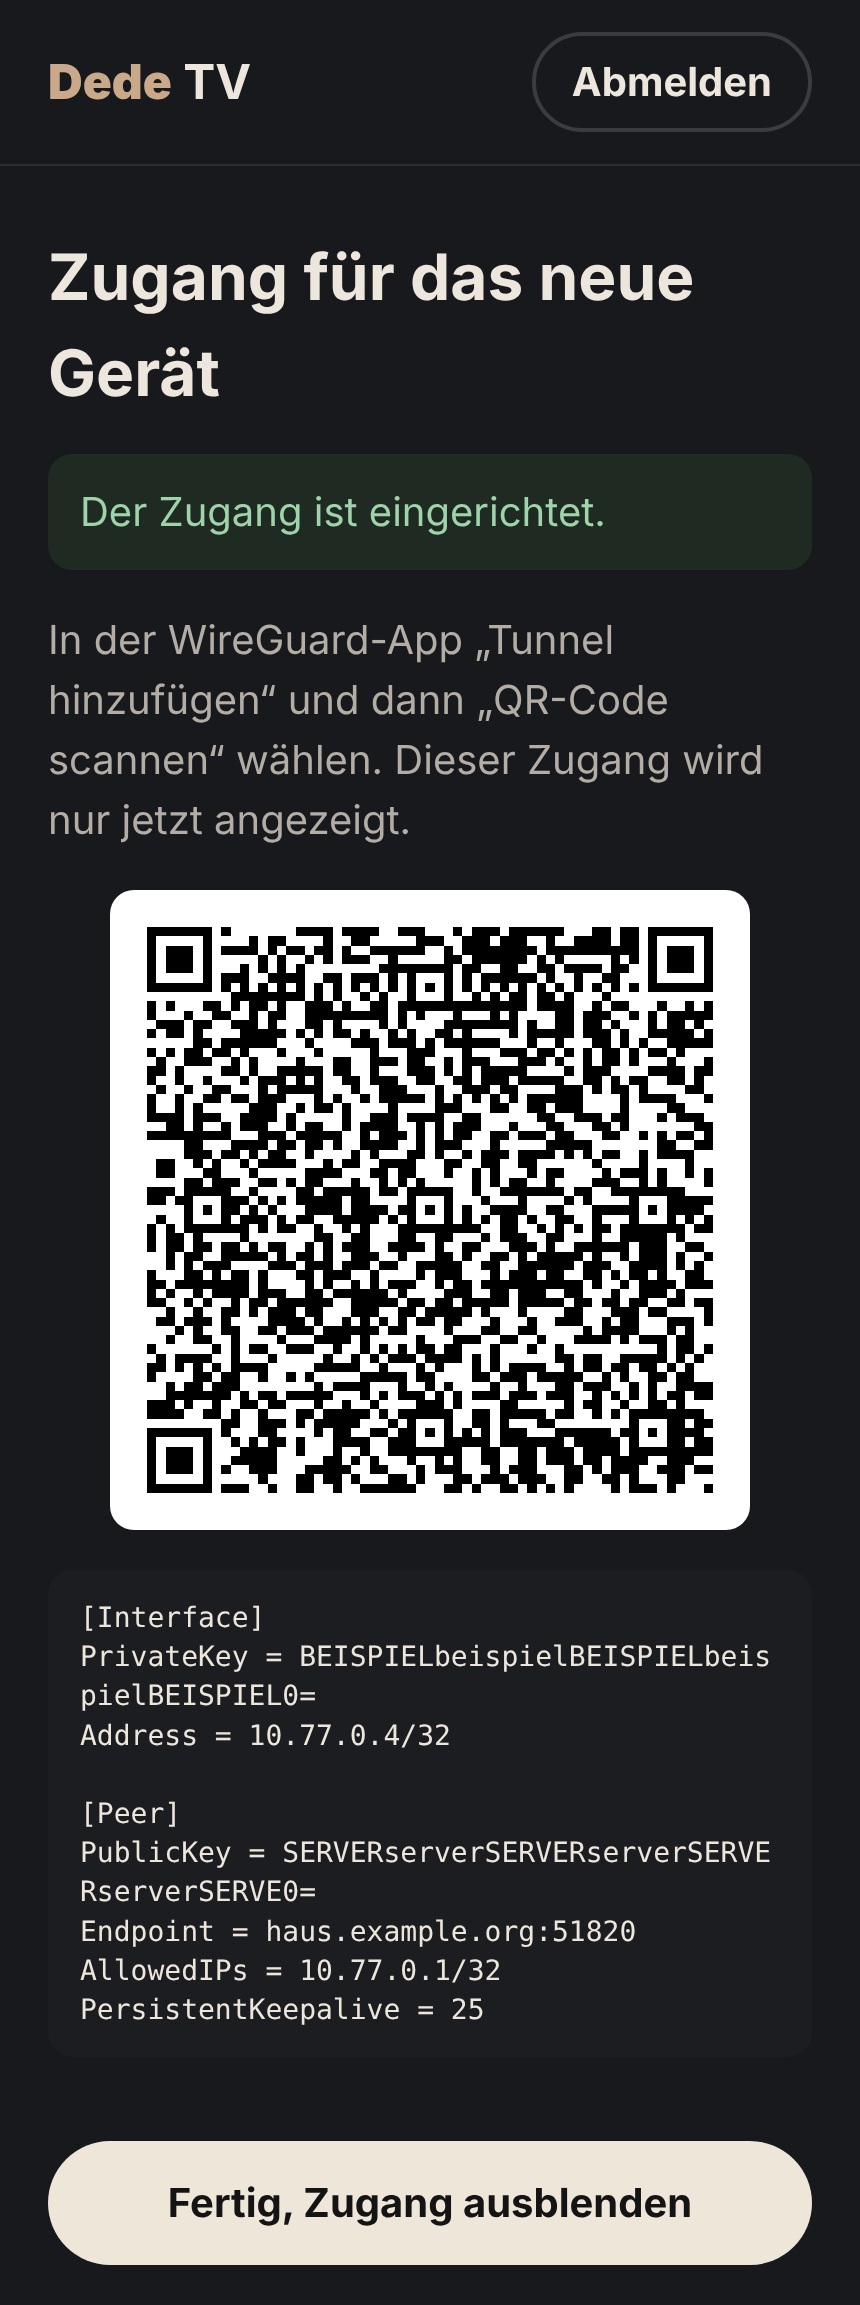 Dede TV
Abmelden
Zugang für das neue
Gerät
Der Zugang ist eingerichtet.
In der WireGuard-App „Tunnel
hinzufügen“ und dann „QR-Code
scannen“ wählen. Dieser Zugang wird
nur jetzt angezeigt.
[Interface]
PrivateKey = BEISPIELbeispielBEISPIELbeis
pielBEISPIEL0=
Address = 10.77.0.4/32
[Peer]
PublicKey = SERVERserverSERVERserverSERVE
RserverSERVE0=
Endpoint = haus.example.org:51820
AllowedIPs = 10.77.0.1/32
PersistentKeepalive = 25
Fertig, Zugang ausblenden